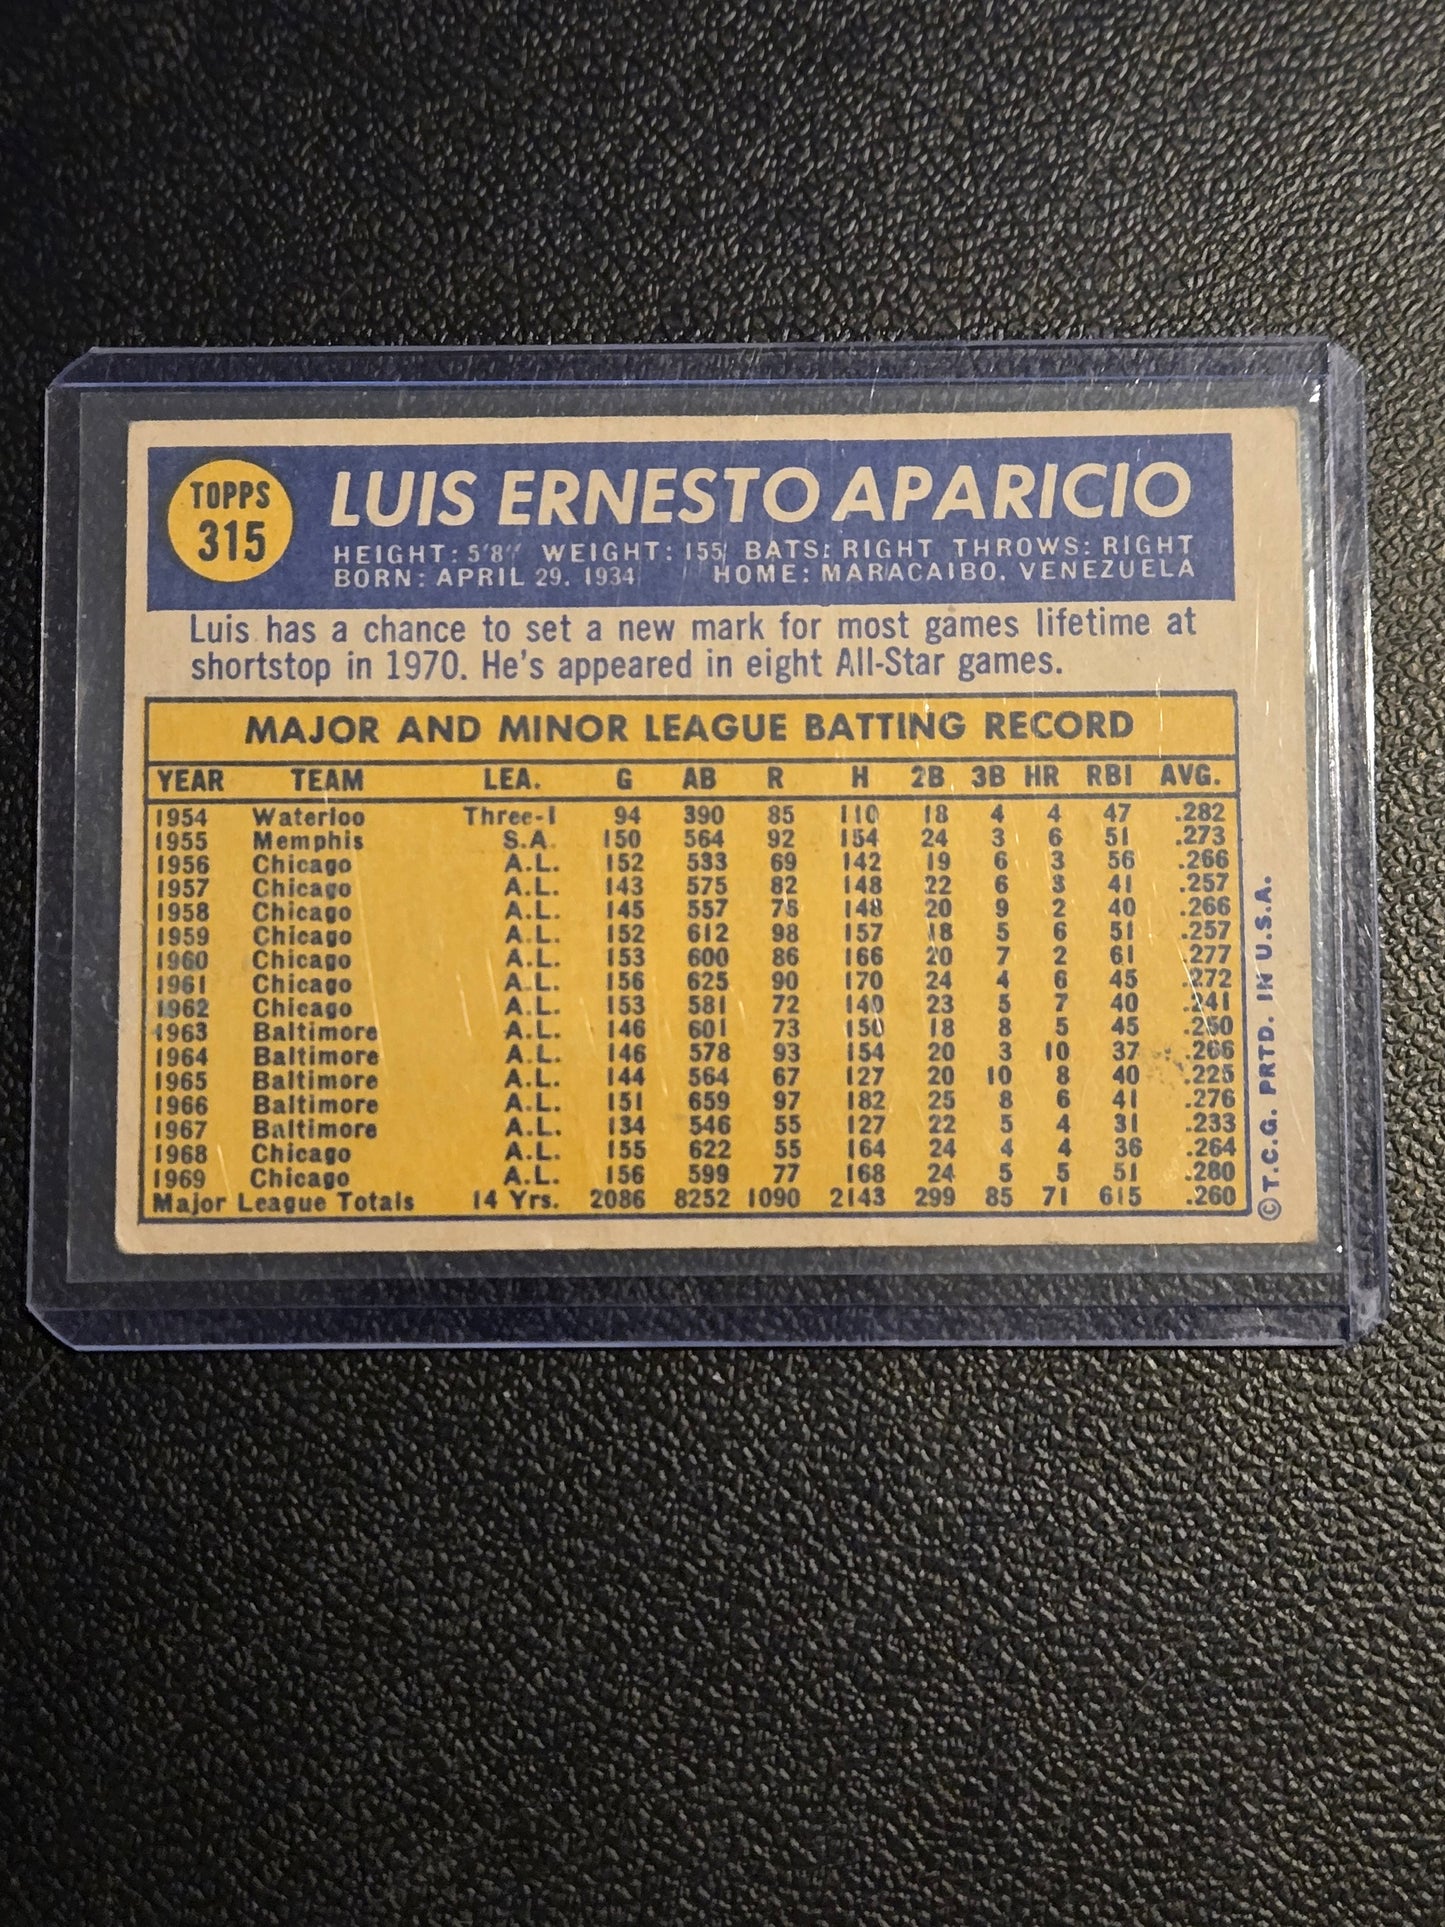 TOPPS
315
LUIS ERNESTO APARICIO
HEIGHT: 5'8" WEIGHT: 155 BATS: RIGHT THROWS: RIGHT
BORN: APRIL 29, 1934 HOME: MARACAIBO, VENEZUELA
Luis has a chance to set a new mark for most games lifetime at
shortstop in 1970. He's appeared in eight All-Star games.
MAJOR AND MINOR LEAGUE BATTING RECORD
YEAR TEAM LEA. G AB R H 2B 3B HR RBI AVG.
1954 Waterloo Three-I 94 390 85 110 18 4 4 47 .282
1955 Memphis S.A. 150 564 92 154 24 3 6 51 .273
1956 Chicago A.L. 152 533 69 142 19 6 3 56 .266
1957 Chicago A.L. 143 575 82 148 22 6 3 41 .257
1958 Chicago A.L. 145 557 76 148 20 9 2 40 .266
1959 Chicago A.L. 152 612 98 157 18 5 6 51 .257
1960 Chicago A.L. 153 600 86 166 20 7 2 61 .277
1961 Chicago A.L. 156 625 90 170 24 4 6 45 .272
1962 Chicago A.L. 153 581 72 140 23 5 7 40 .241
1963 Baltimore A.L. 146 601 73 150 18 8 5 45 .250
1964 Baltimore A.L. 146 578 93 154 20 3 10 37 .266
1965 Baltimore A.L. 144 564 67 127 20 10 8 40 .225
1966 Baltimore A.L. 151 659 97 182 25 8 6 41 .276
1967 Baltimore A.L. 134 546 55 127 22 5 4 31 .233
1968 Chicago A.L. 155 622 55 164 24 4 4 36 .264
1969 Chicago A.L. 156 599 77 168 24 5 5 51 .280
Major League Totals 14 Yrs. 2086 8252 1090 2143 299 85 71 615 .260
© T.C.G. PRTD. IN U.S.A.